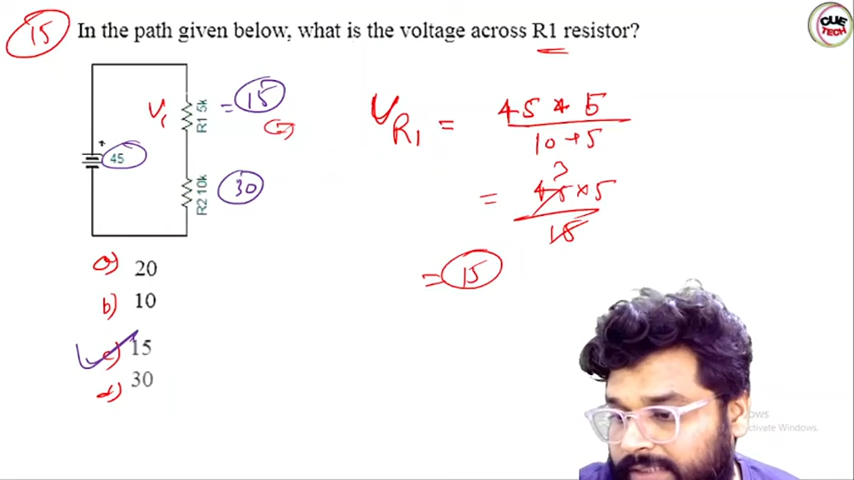 15 In the path given below, what is the voltage across R1 resistor?
CUE
TECH
V1
R1 5k
= 15
45
+
R2 10k
30
VR1 = 45 * 5
10+5
= 45 3 × 5
15
= 15
a) 20
b) 10
c) 15
d) 30